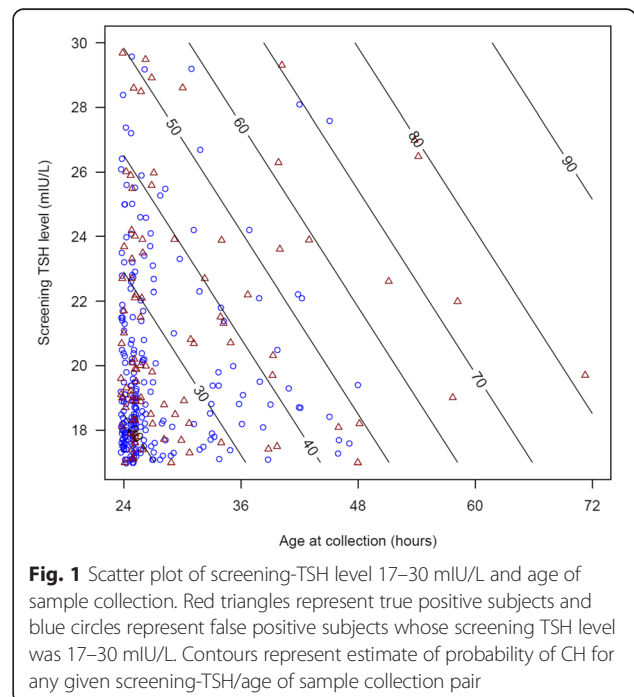 30
28
26
24
22
20
18
Screening TSH level (mIU/L)
50
60
80
90
30
40
70
24
36
48
60
72
Age at collection (hours)
Fig. 1 Scatter plot of screening-TSH level 17–30 mIU/L and age of
sample collection. Red triangles represent true positive subjects and
blue circles represent false positive subjects whose screening TSH level
was 17–30 mIU/L. Contours represent estimate of probability of CH for
any given screening-TSH/age of sample collection pair